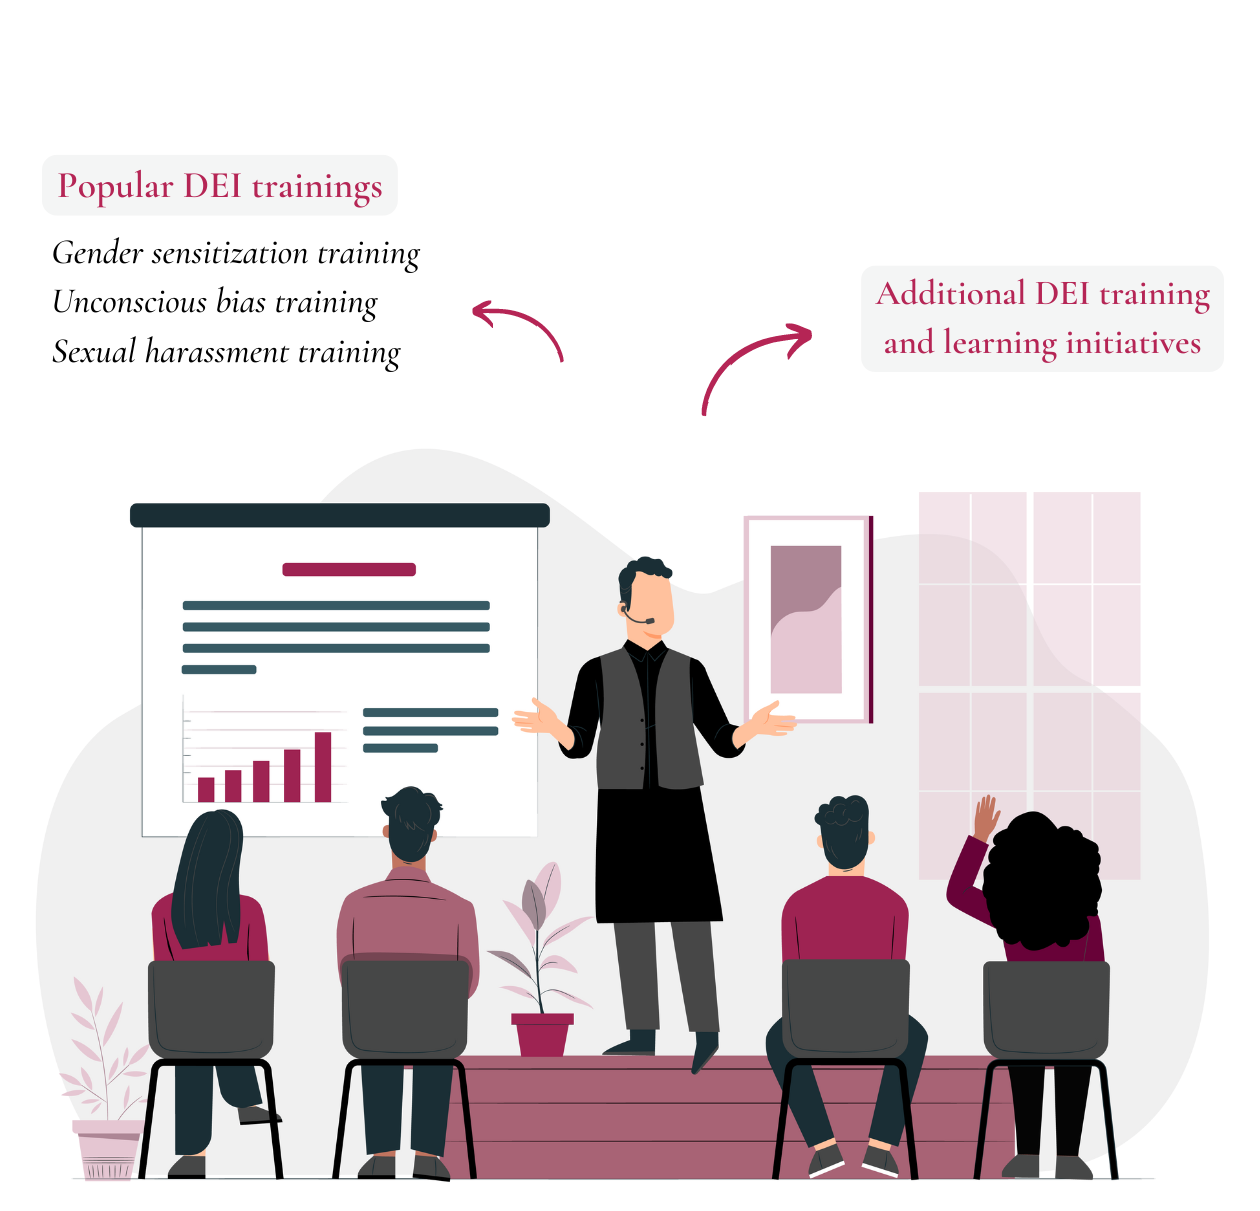 Popular DEI trainings
Gender sensitization training
Unconscious bias training
Sexual harassment training
Additional DEI training
and learning initiatives